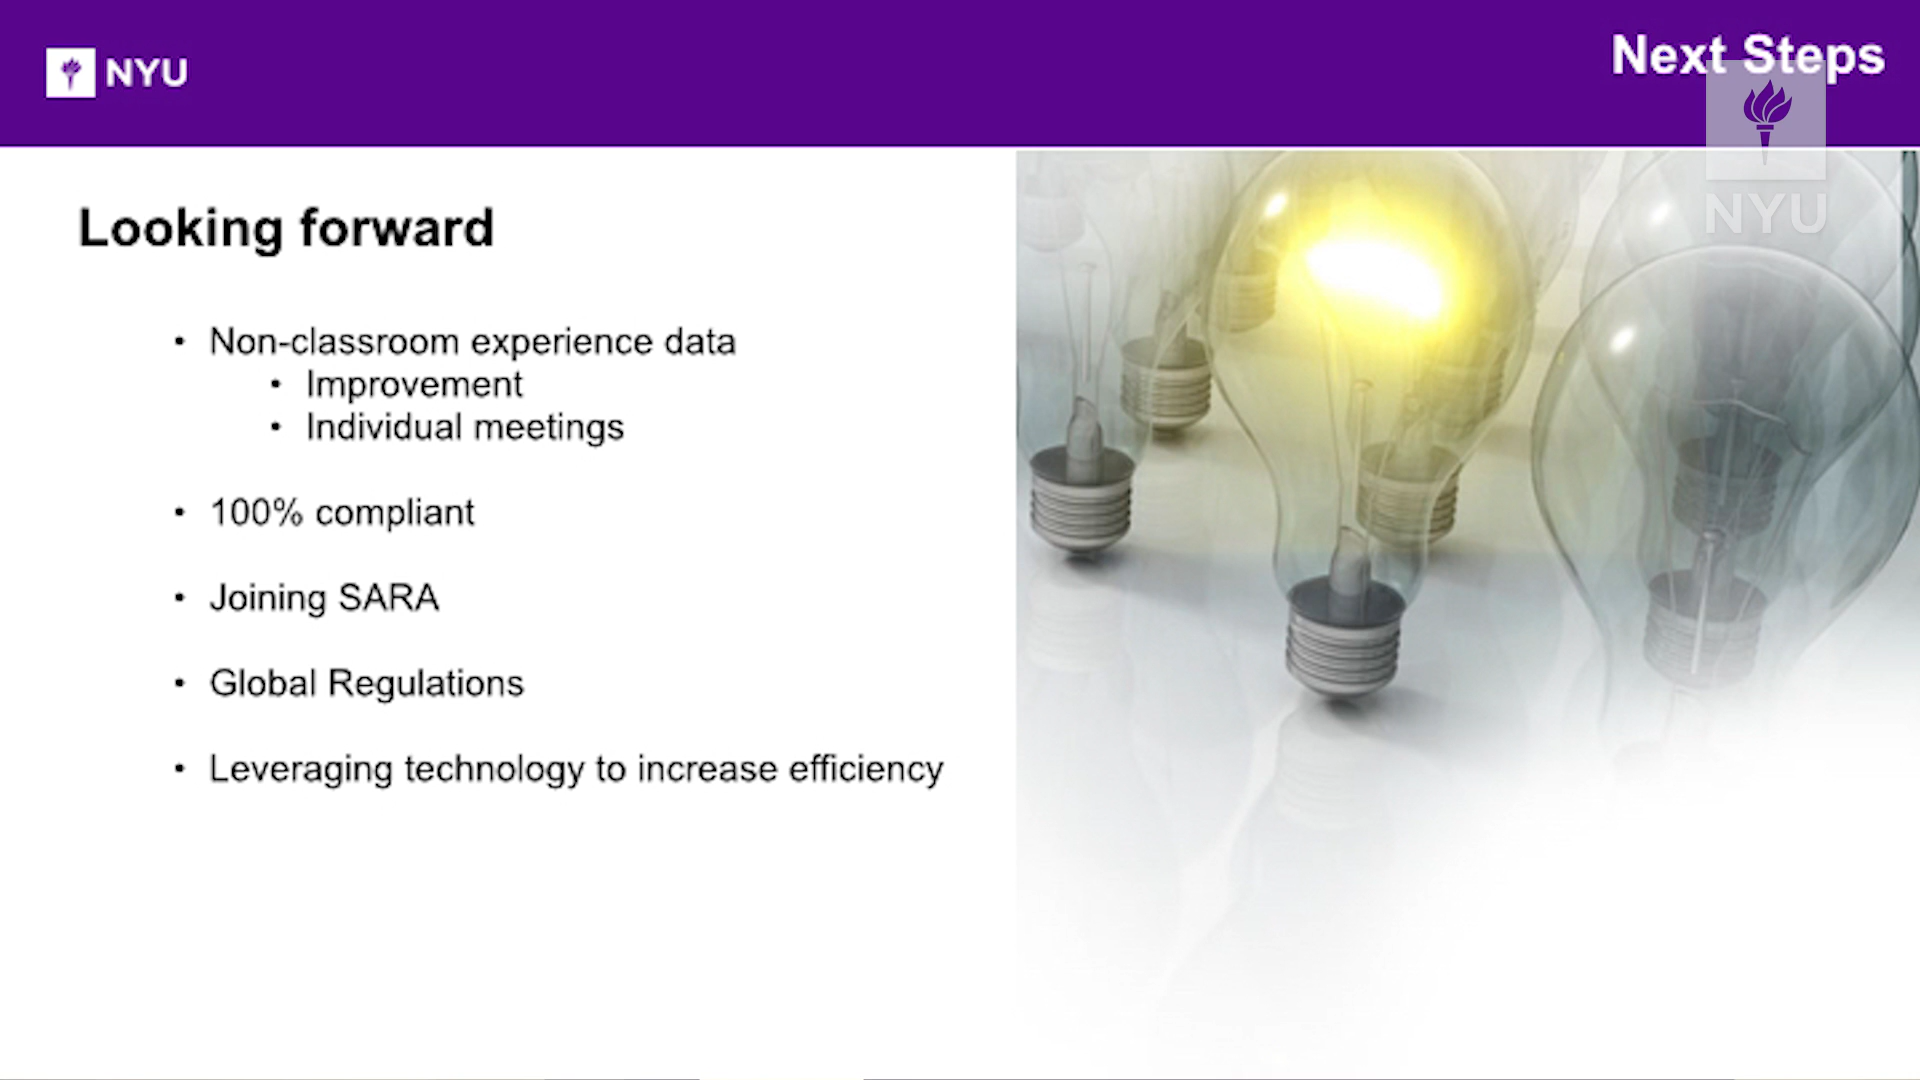 NYU
Next Steps
NYU
Looking forward
• Non-classroom experience data
• Improvement
• Individual meetings
• 100% compliant
• Joining SARA
• Global Regulations
• Leveraging technology to increase efficiency